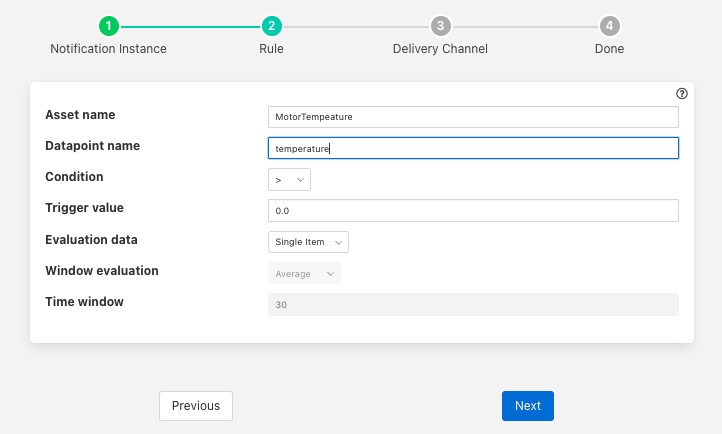 1 2 3 4
Notification Instance Rule Delivery Channel Done
?
Asset name MotorTempeature
Datapoint name temperature
Condition >
Trigger value 0.0
Evaluation data Single Item
Window evaluation Average
Time window 30
Previous Next